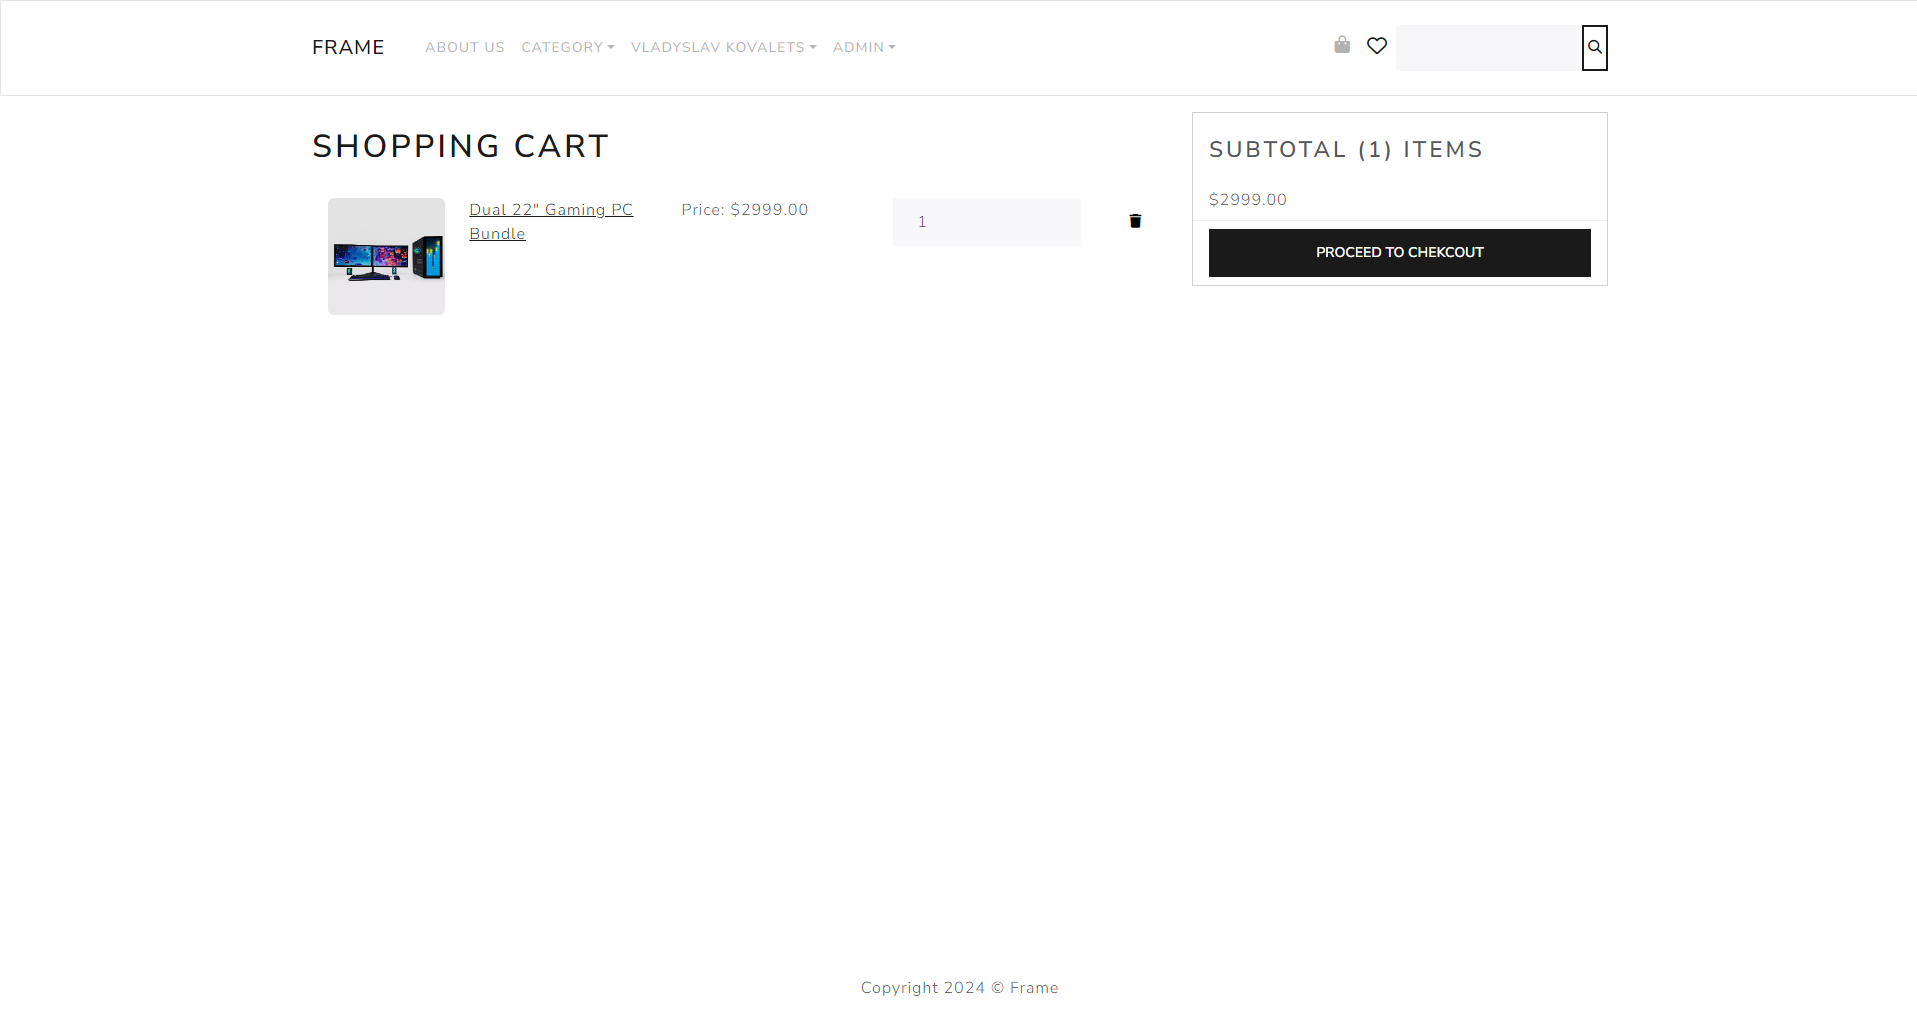 FRAME
ABOUT US
CATEGORY
VLADYSLAV KOVALETS
ADMIN
SHOPPING CART
Dual 22" Gaming PC
Bundle
Price: $2999.00
1
SUBTOTAL (1) ITEMS
$2999.00
PROCEED TO CHEKCOUT
Copyright 2024 © Frame